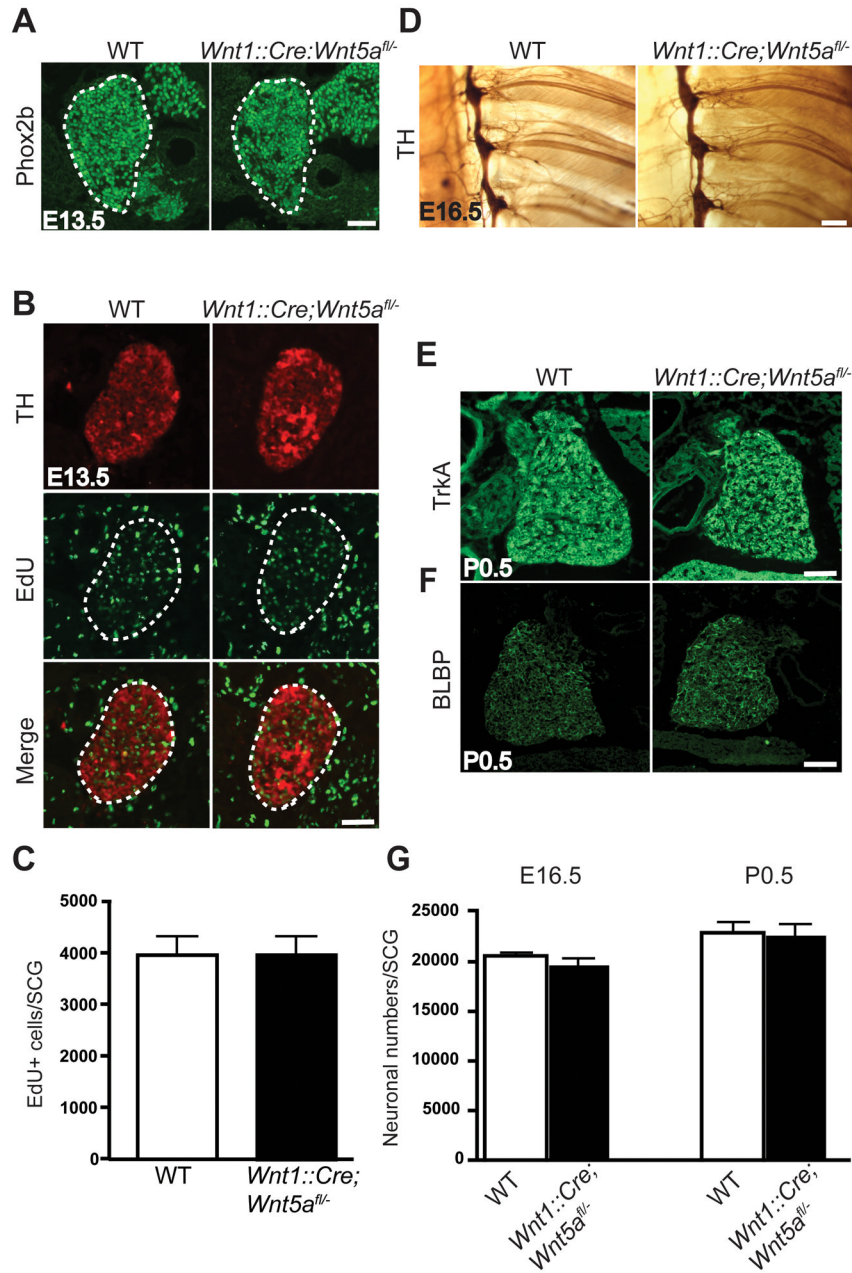 A
WT
Wnt1::Cre:Wnt5afl/-
Phox2b
E13.5
B
WT
Wnt1::Cre;Wnt5afl/-
TH
E13.5
EdU
Merge
C
5000
4000
3000
2000
1000
0
EdU+ cells/SCG
WT
Wnt1::Cre;
Wnt5afl/-
D
WT
Wnt1::Cre;Wnt5afl/-
TH
E16.5
E
WT
Wnt1::Cre;Wnt5afl/-
TrkA
P0.5
F
BLBP
P0.5
G
E16.5
P0.5
25000
20000
15000
10000
5000
0
Neuronal numbers/SCG
WT
Wnt1::Cre;
Wnt5afl/-
WT
Wnt1::Cre;
Wnt5afl/-